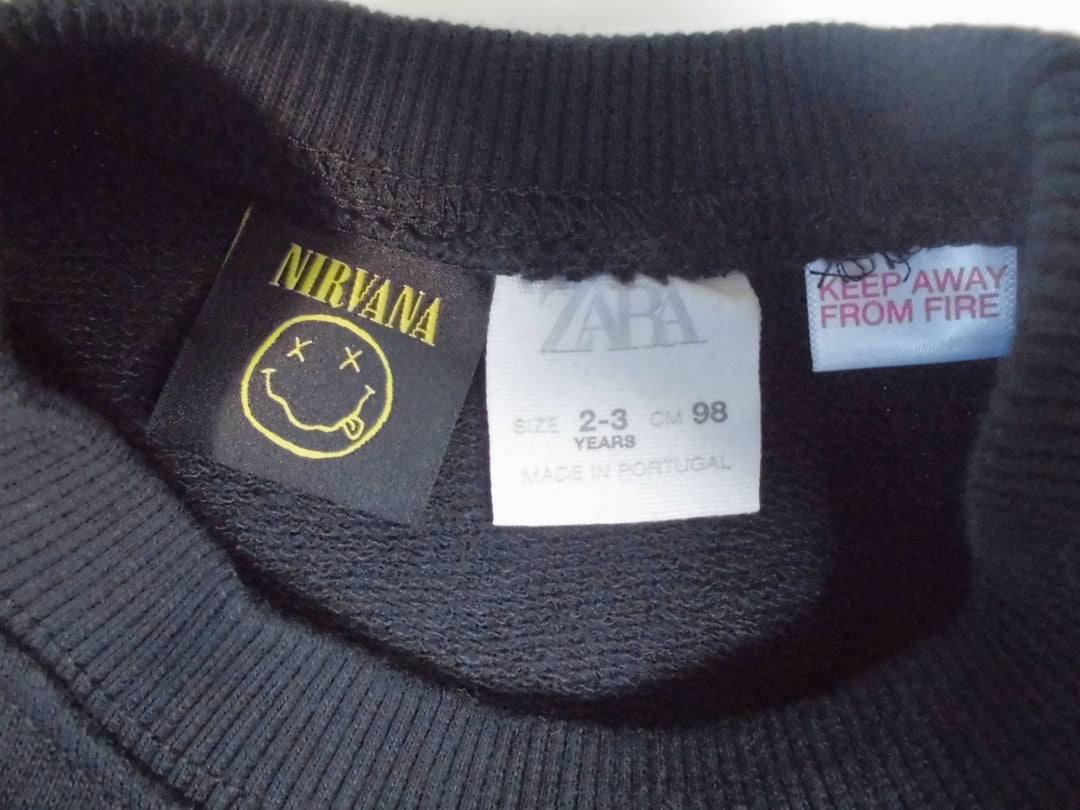 NIRVANA
ZARA
SIZE 2-3 YEARS CM 98
MADE IN PORTUGAL
KEEP AWAY
FROM FIRE